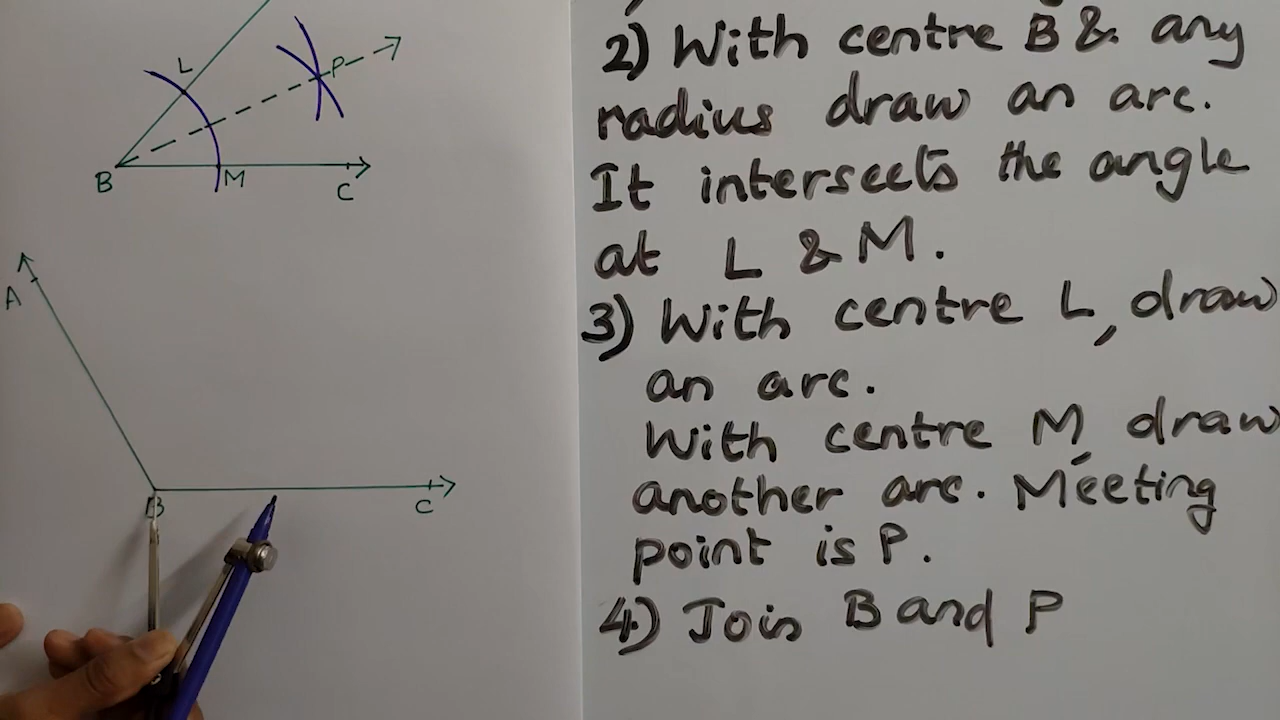 L
P
B
M
C
A
B
C
2) With centre B & any
radius draw an arc.
It intersects the angle
at L & M.
3) With centre L, draw
an arc.
With centre M, draw
another arc. Meeting
point is P.
4) Join B and P